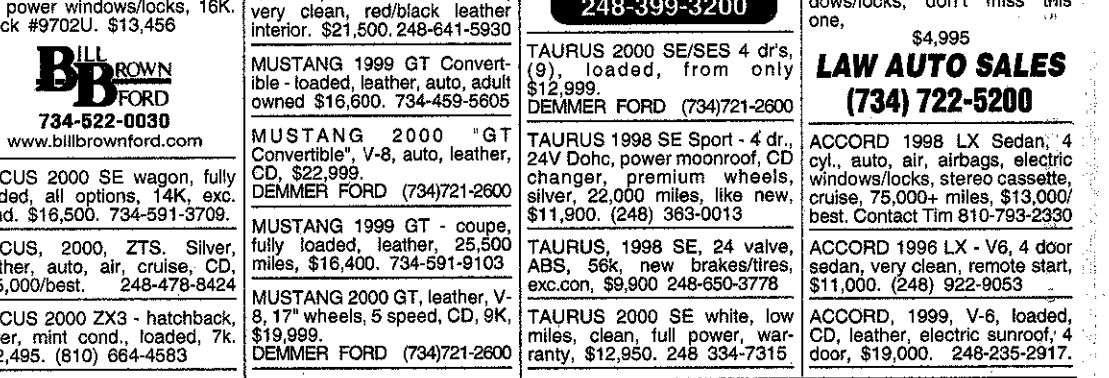 power windows/locks, 16K.
ck #9702U. $13,456
BILL
BROWN
FORD
734-522-0030
www.billbrownford.com
CUS 2000 SE wagon, fully
ded, all options, 14K, exc.
nd. $16,500. 734-591-3709.
CUS, 2000, ZTS. Silver,
ther, auto, air, cruise, CD,
5,000/best. 248-478-8424
CUS 2000 ZX3 - hatchback,
er, mint cond., loaded, 7k.
2,495. (810) 664-4583
very clean, red/black leather
interior. $21,500. 248-641-5930
MUSTANG 1999 GT Convert-
ible - loaded, leather, auto, adult
owned $16,600. 734-459-5605
MUSTANG 2000 "GT
Convertible", V-8, auto, leather,
CD, $22,999.
DEMMER FORD (734)721-2600
MUSTANG 1999 GT - coupe,
fully loaded, leather, 25,500
miles, $16,400. 734-591-9103
MUSTANG 2000 GT, leather, V-
8, 17" wheels, 5 speed, CD, 9K,
$19,999.
DEMMER FORD (734)721-2600
248-399-3200
TAURUS 2000 SE/SES 4 dr's,
(9), loaded, from only
$12,999.
DEMMER FORD (734)721-2600
TAURUS 1998 SE Sport - 4 dr.,
24V Dohc, power moonroof, CD
changer, premium wheels,
silver, 22,000 miles, like new,
$11,900. (248) 363-0013
TAURUS, 1998 SE, 24 valve,
ABS, 56k, new brakes/tires,
exc.con, $9,900 248-650-3778
TAURUS 2000 SE white, low
miles, clean, full power, war-
ranty, $12,950. 248 334-7315
dows/locks, don't miss this
one,
$4,995
LAW AUTO SALES
(734) 722-5200
ACCORD 1998 LX Sedan, 4
cyl., auto, air, airbags, electric
windows/locks, stereo cassette,
cruise, 75,000+ miles, $13,000/
best. Contact Tim 810-793-2330
ACCORD 1996 LX - V6, 4 door
sedan, very clean, remote start,
$11,000. (248) 922-9053
ACCORD, 1999, V-6, loaded,
CD, leather, electric sunroof, 4
door, $19,000. 248-235-2917.